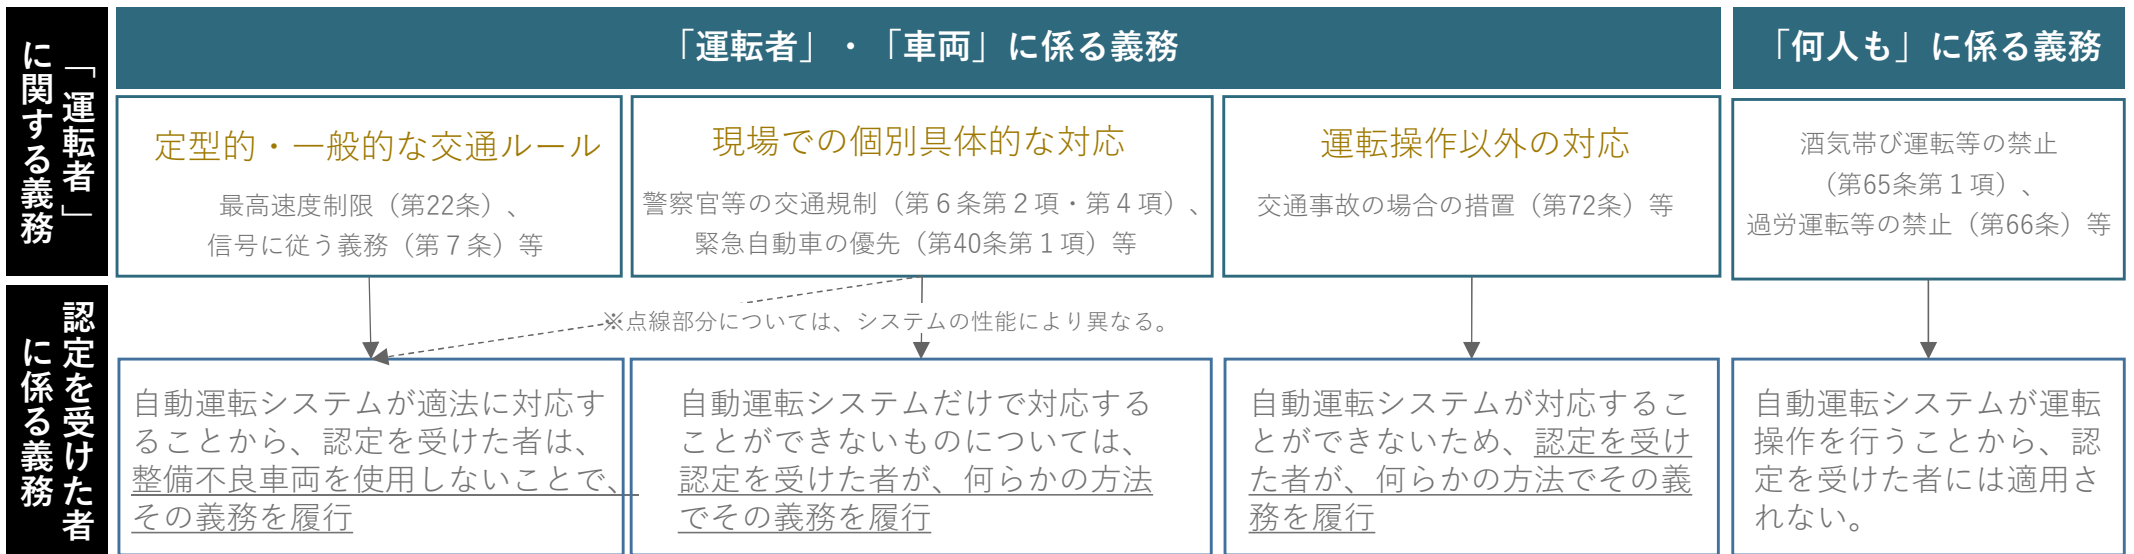 「運転者」
に関する義務
「運転者」・「車両」に係る義務
「何人も」に係る義務
定型的・一般的な交通ルール
最高速度制限（第22条）、
信号に従う義務（第７条）等
現場での個別具体的な対応
警察官等の交通規制（第６条第２項・第４項）、
緊急自動車の優先（第40条第１項）等
運転操作以外の対応
交通事故の場合の措置（第72条）等
酒気帯び運転等の禁止
（第65条第１項）、
過労運転等の禁止（第66条）等
※点線部分については、システムの性能により異なる。
認定を受けた者
に係る義務
自動運転システムが適法に対応す
ることから、認定を受けた者は、
整備不良車両を使用しないことで、
その義務を履行
自動運転システムだけで対応する
ことができないものについては、
認定を受けた者が、何らかの方法
でその義務を履行
自動運転システムが対応するこ
とができないため、認定を受け
た者が、何らかの方法でその義
務を履行
自動運転システムが運転
操作を行うことから、認
定を受けた者には適用さ
れない。